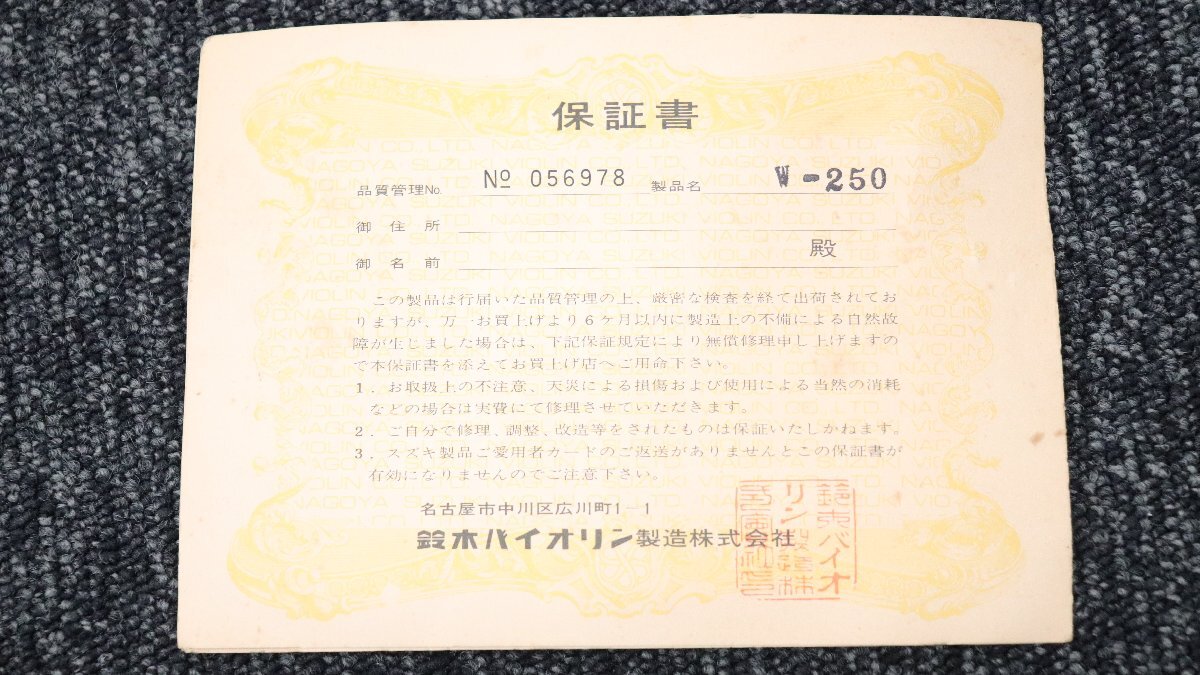 保証書
品質管理No. № 056978 製品名 W-250
御住所
御名前 殿
この製品は行届いた品質管理の上、厳密な検査を経て出荷されてお
りますが、万一お買上げより6ケ月以内に製造上の不備による自然故
障が生じました場合は、下記保証規定により無償修理申し上げますの
で本保証書を添えてお買上げ店へご用命下さい。
1. お取扱上の不注意、天災による損傷および使用による当然の消耗
などの場合は実費にて修理させていただきます。
2. ご自分で修理、調整、改造等をされたものは保証いたしかねます。
3. スズキ製品ご愛用者カードのご返送がありませんとこの保証書が
有効になりませんのでご注意下さい。
名古屋市中川区広川町1-1
鈴木バイオリン製造株式会社